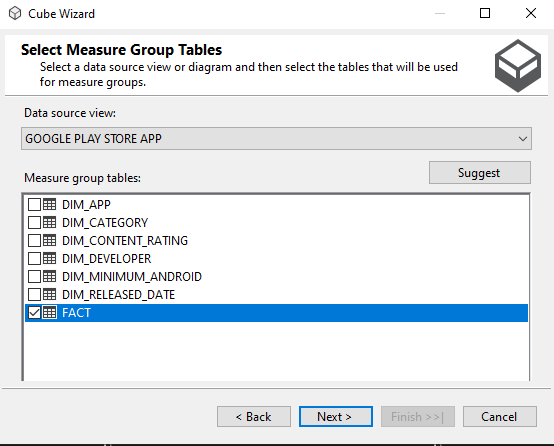 Cube Wizard
Select Measure Group Tables
Select a data source view or diagram and then select the tables that will be used
for measure groups.
Data source view:
GOOGLE PLAY STORE APP
Suggest
Measure group tables:
DIM_APP
DIM_CATEGORY
DIM_CONTENT_RATING
DIM_DEVELOPER
DIM_MINIMUM_ANDROID
DIM_RELEASED_DATE
FACT
< Back
Next >
Finish >>|
Cancel